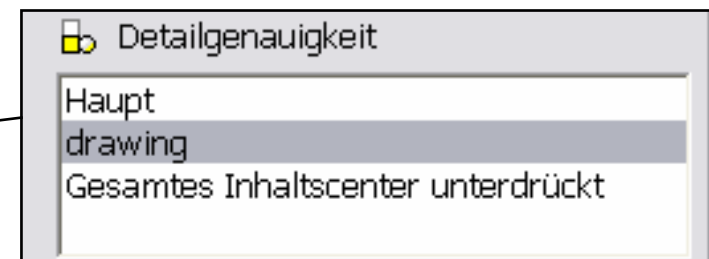 Detailgenauigkeit
Haupt
drawing
Gesamtes Inhaltscenter unterdrückt